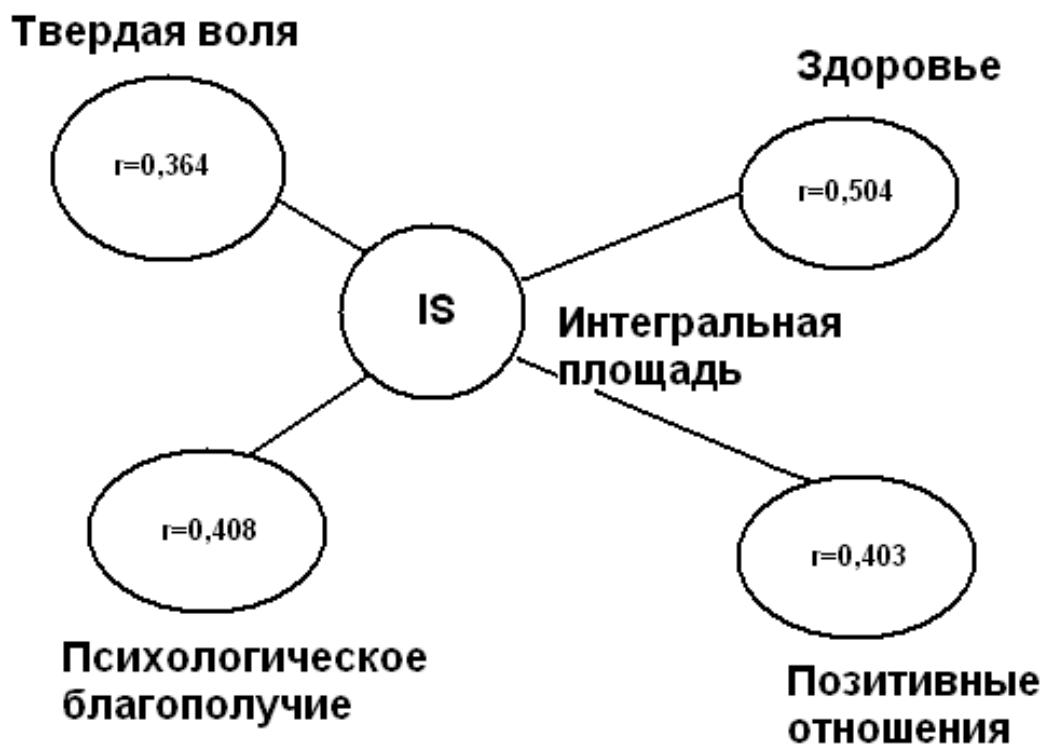 Твердая воля
Здоровье
r=0,364
r=0,504
IS
Интегральная
площадь
r=0,408
r=0,403
Психологическое
благополучие
Позитивные
отношения